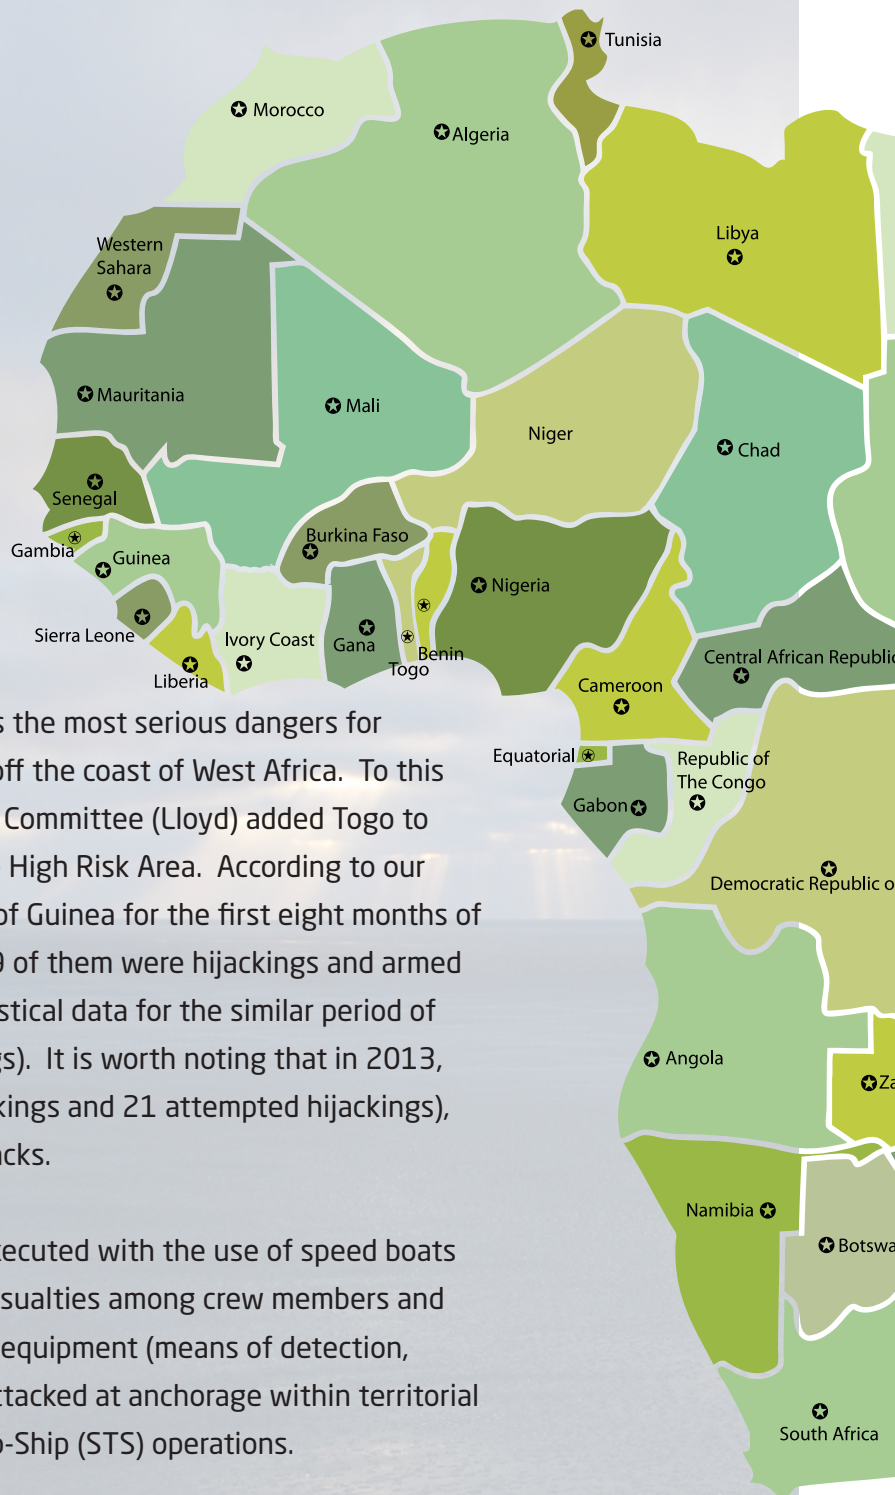 Tunisia
Morocco
Algeria
Libya
Western
Sahara
Mauritania
Mali
Niger
Chad
Senegal
Gambia
Guinea
Burkina Faso
Nigeria
Sierra Leone
Ivory Coast
Gana
Togo
Benin
Liberia
Central African Republic
Cameroon
Equatorial
Republic of
The Congo
Gabon
Democratic Republic o
Angola
Za
Namibia
Botswa
South Africa
s the most serious dangers for
off the coast of West Africa. To this
Committee (Lloyd) added Togo to
High Risk Area. According to our
of Guinea for the first eight months of
9 of them were hijackings and armed
stical data for the similar period of
gs). It is worth noting that in 2013,
kings and 21 attempted hijackings),
acks.
xecuted with the use of speed boats
sualties among crew members and
equipment (means of detection,
ttacked at anchorage within territorial
o-Ship (STS) operations.